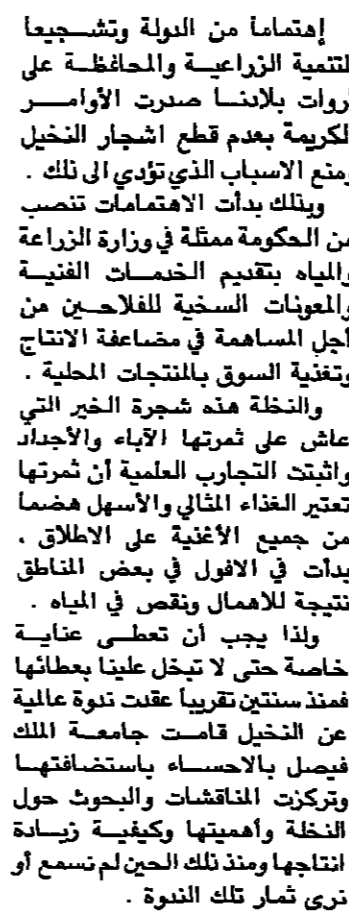 إهتماماً من الدولة وتشجيعاً
للتنمية الزراعية والمحافظة على
ثروات بلادنا صدرت الأوامر
الكريمة بعدم قطع اشجار النخيل
ومنع الاسباب الذي تؤدي الى ذلك .
وبذلك بدأت الاهتمامات تنصب
من الحكومة ممثلة في وزارة الزراعة
والمياه بتقديم الخدمات الفنية
والمعونات السخية للفلاحين من
أجل المساهمة في مضاعفة الانتاج
وتغذية السوق بالمنتجات المحلية .
والنخلة هذه شجرة الخير التي
عاش على ثمرتها الآباء والأجداد
واثبتت التجارب العلمية أن ثمرتها
تعتبر الغذاء المثالي والأسهل هضما
من جميع الأغذية على الاطلاق .
بدأت في الافول في بعض المناطق
نتيجة للاهمال ونقص في المياه .
ولذا يجب أن تعطى عناية
خاصة حتى لا تبخل علينا بعطائها
فمنذ سنتين تقريباً عقدت ندوة عالمية
عن النخيل قامت جامعة الملك
فيصل بالاحساء باستضافتها
وتركزت المناقشات والبحوث حول
النخلة وأهميتها وكيفية زيادة
انتاجها ومنذ ذلك الحين لم نسمع أو
نرى ثمار تلك الندوة .